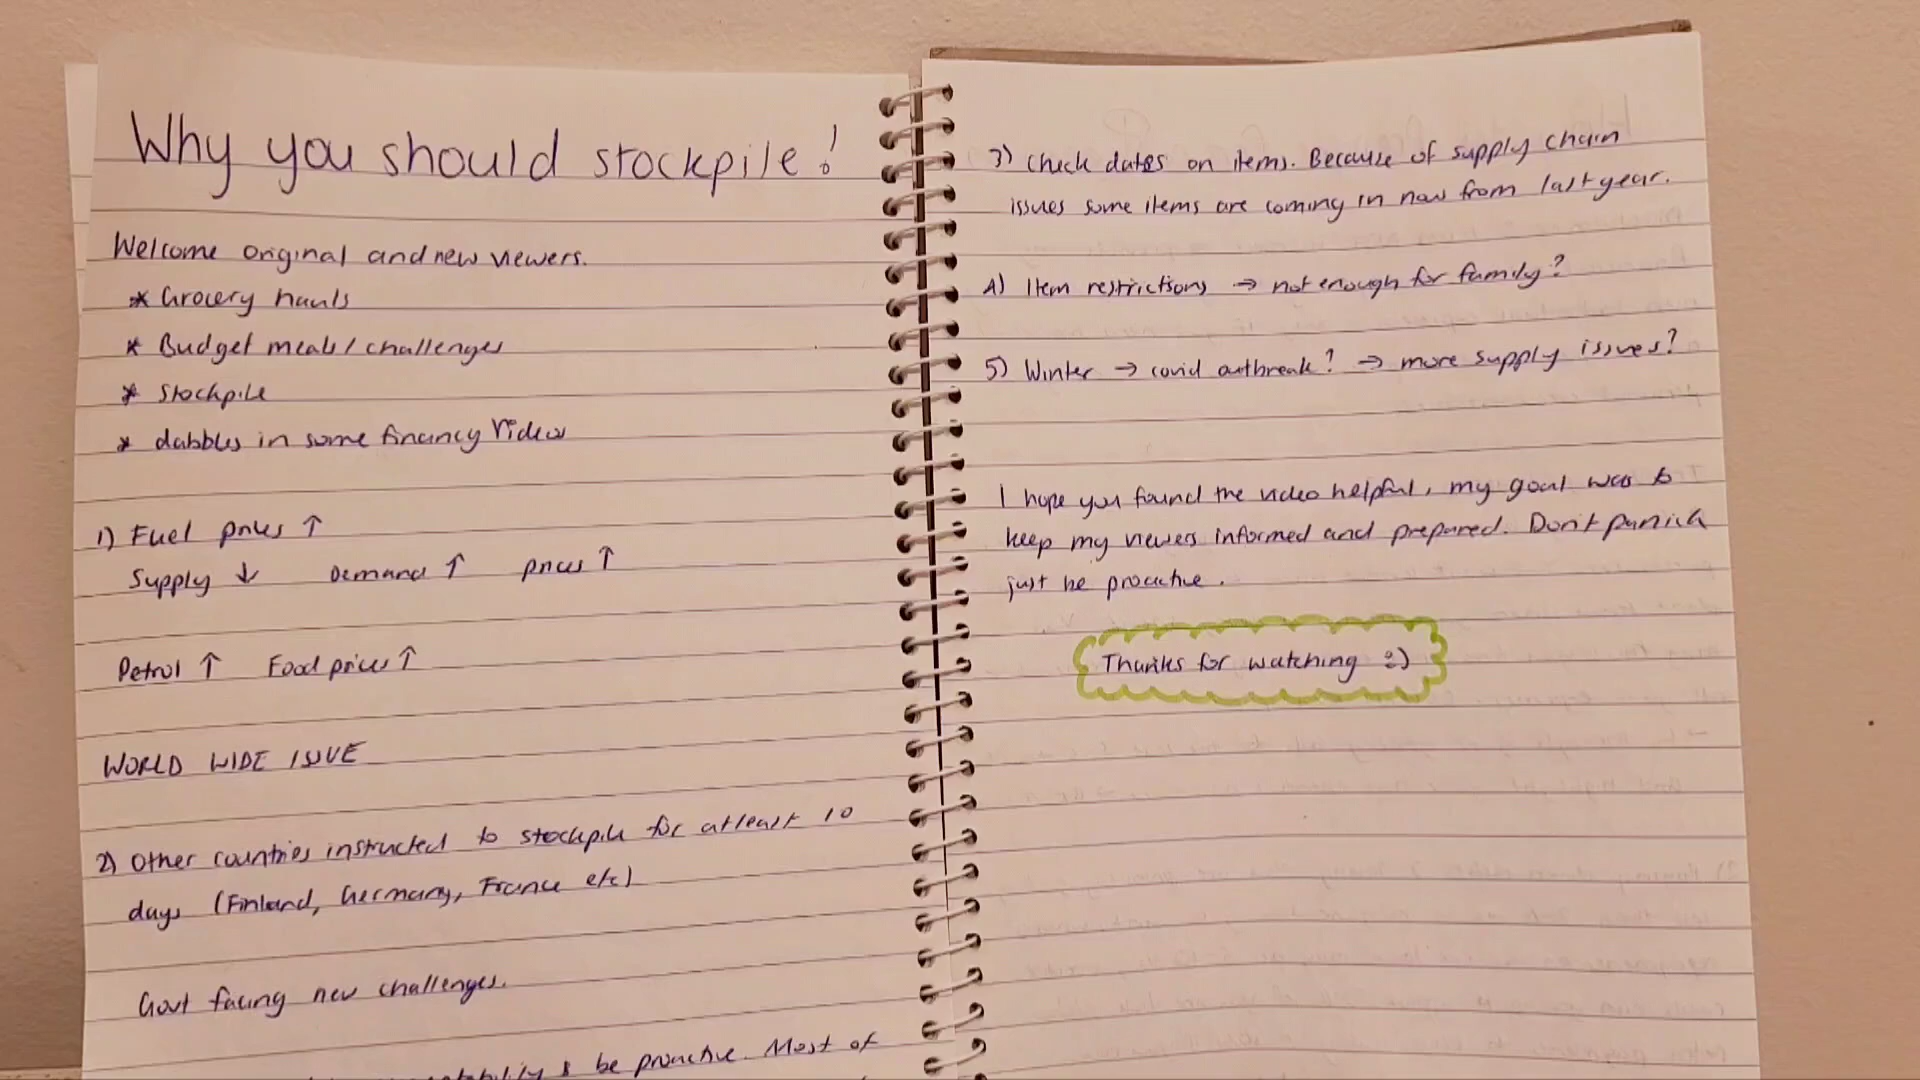 Why you should stockpile!
Welcome original and new viewers.
* Grocery hauls
* Budget meals/challenges
* Stockpile
* dabbles in some financy videos
1) Fuel prices ↑
Supply ↓ Demand ↑ prices ↑
Petrol ↑ Food prices ↑
WORLD WIDE ISSUE
2) Other countries instructed to stockpile for atleast 10
days (Finland, Germany, France etc)
Govt facing new challenges.
& be proactive. Most of
3) Check dates on items. Because of supply chain
issues some items are coming in now from last year.
4) Item restrictions → not enough for family?
5) Winter → covid outbreak? → more supply issues?
I hope you found the video helpful, my goal was to
keep my viewers informed and prepared. Don't panick
just be proactive.
Thanks for watching :)